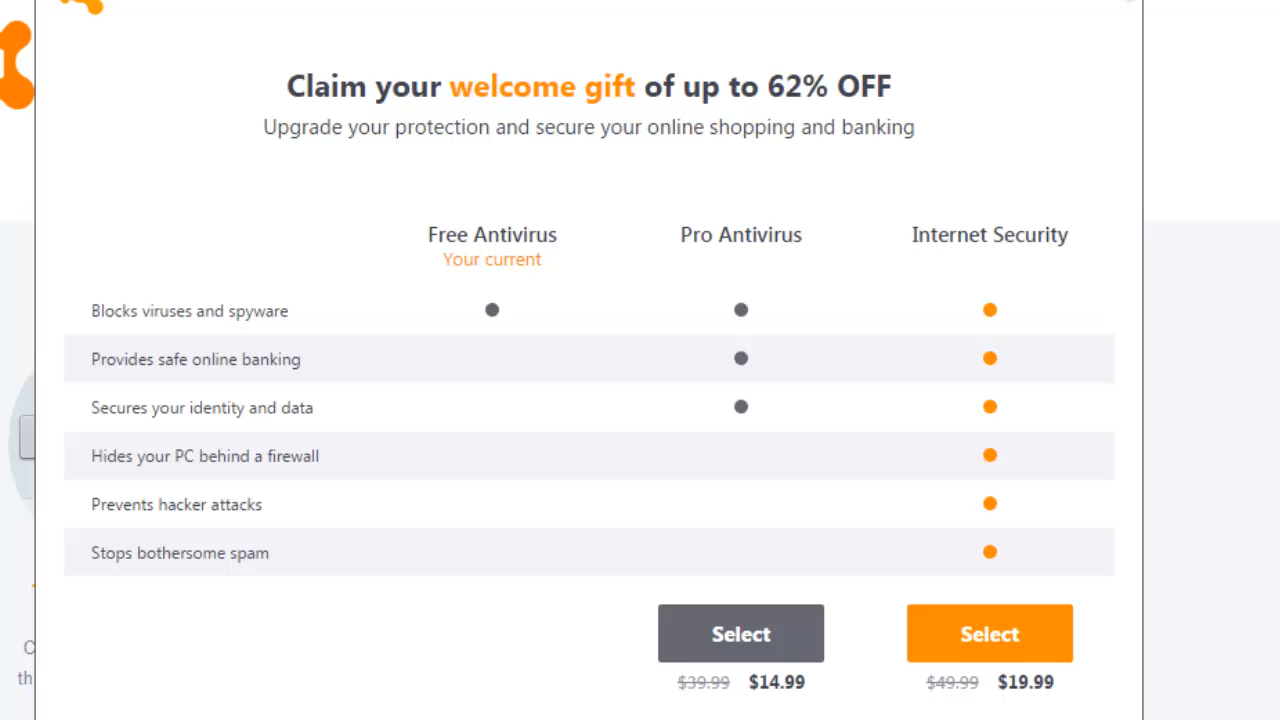 Claim your welcome gift of up to 62% OFF
Upgrade your protection and secure your online shopping and banking
Free Antivirus Pro Antivirus Internet Security
Your current
Blocks viruses and spyware
Provides safe online banking
Secures your identity and data
Hides your PC behind a firewall
Prevents hacker attacks
Stops bothersome spam
Select Select
$39.99 $14.99 $49.99 $19.99
C
th